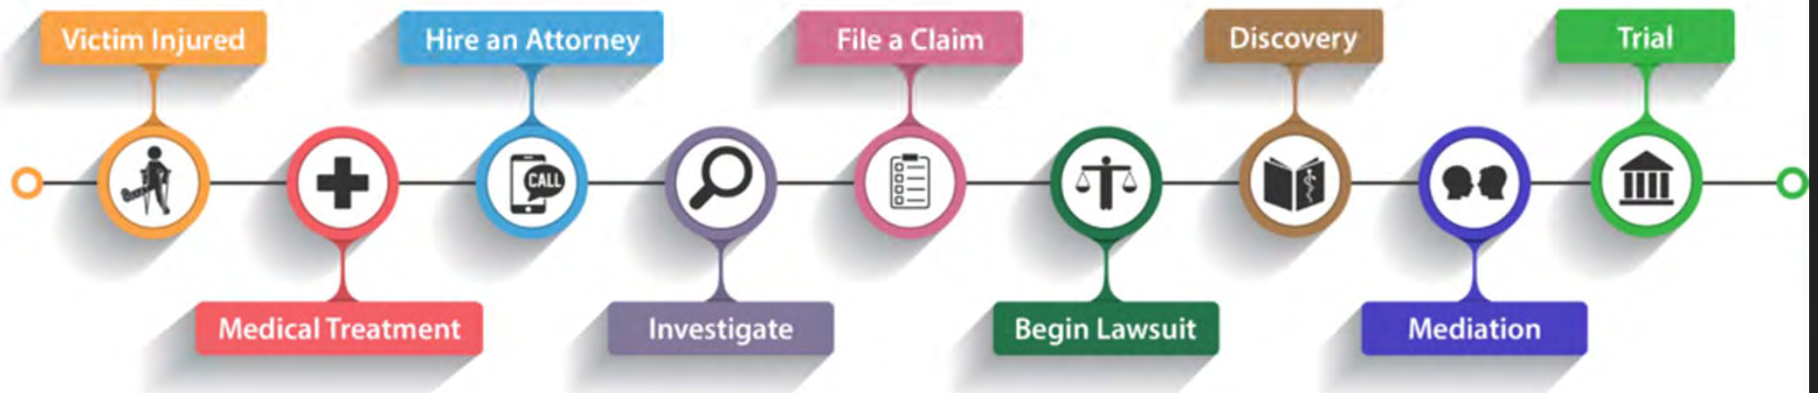 Victim Injured
Hire an Attorney
File a Claim
Discovery
Trial
CALL
Medical Treatment
Investigate
Begin Lawsuit
Mediation